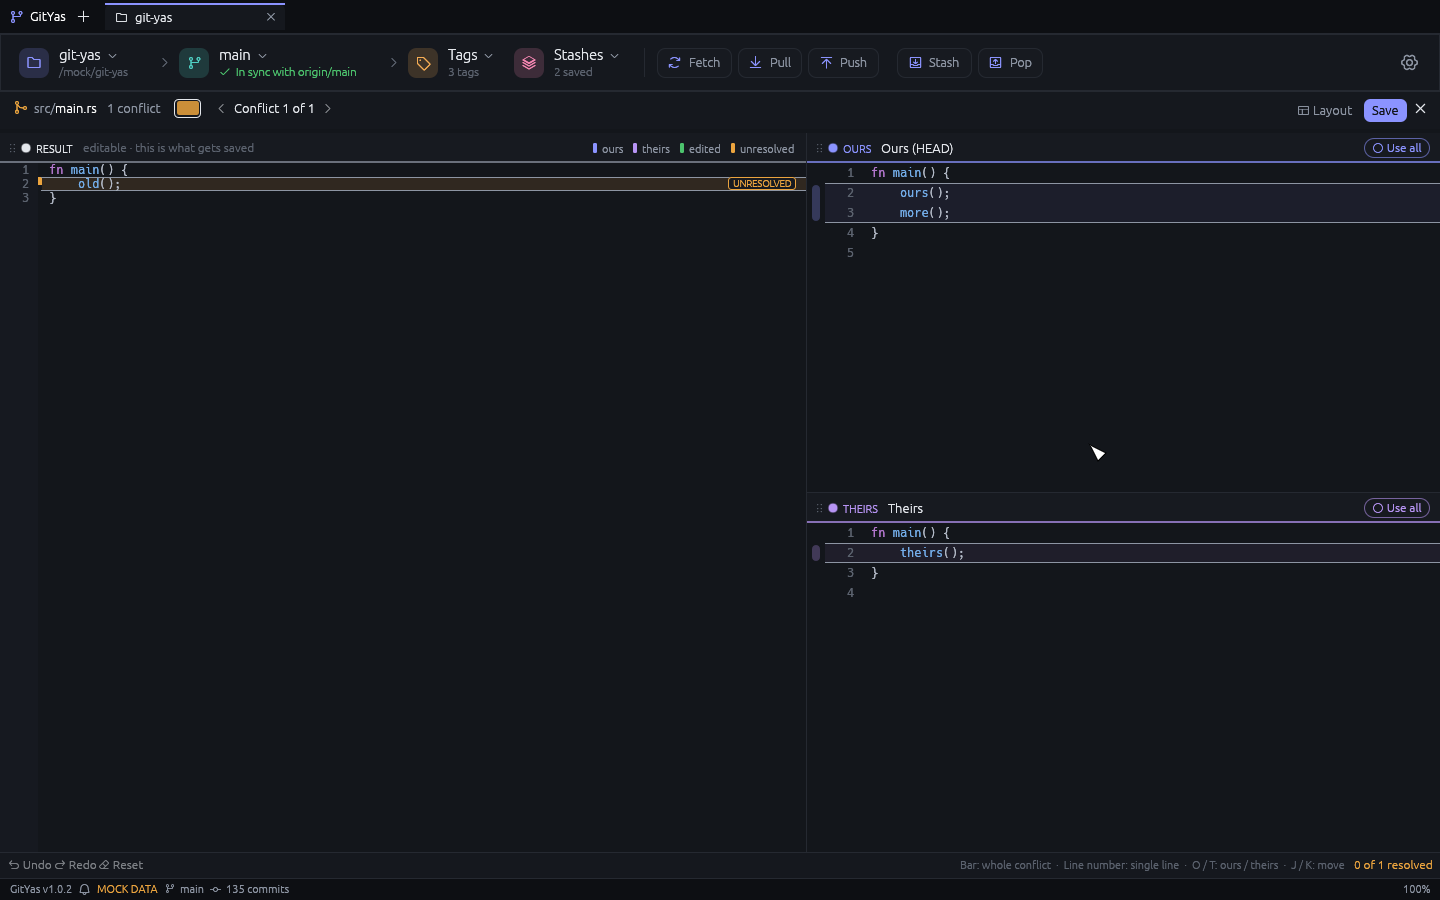 GitYas
git-yas
git-yas
/mock/git-yas
main
In sync with origin/main
Tags
3 tags
Stashes
2 saved
Fetch
Pull
Push
Stash
Pop
src/main.rs 1 conflict
Conflict 1 of 1
Layout
Save
RESULT editable · this is what gets saved
ours theirs edited unresolved
1 fn main() {
2 old(); UNRESOLVED
3 }
OURS Ours (HEAD) Use all
1 fn main() {
2 ours();
3 more();
4 }
5
THEIRS Theirs Use all
1 fn main() {
2 theirs();
3 }
4
Undo Redo Reset
Bar: whole conflict · Line number: single line · O / T: ours / theirs · J / K: move 0 of 1 resolved
GitYas v1.0.2 MOCK DATA main 135 commits 100%